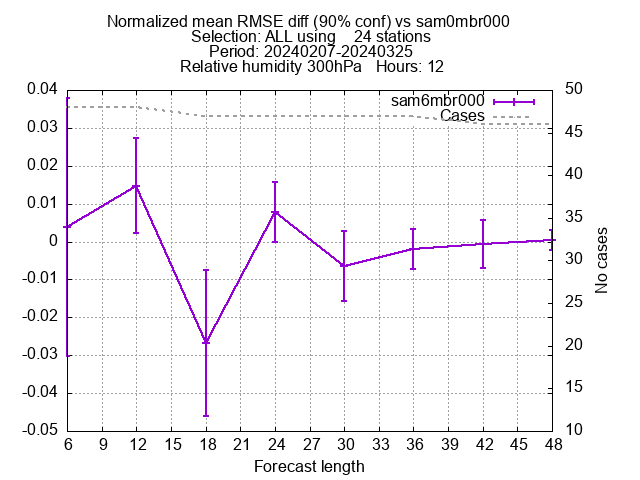 Normalized mean RMSE diff (90% conf) vs sam0mbr000
Selection: ALL using    24 stations
Period: 20240207-20240325
Relative humidity 300hPa   Hours: 12
sam6mbr000
Cases
0.04
0.03
0.02
0.01
0
-0.01
-0.02
-0.03
-0.04
-0.05
50
45
40
35
30
25
20
15
10
No cases
6 9 12 15 18 21 24 27 30 33 36 39 42 45 48
Forecast length